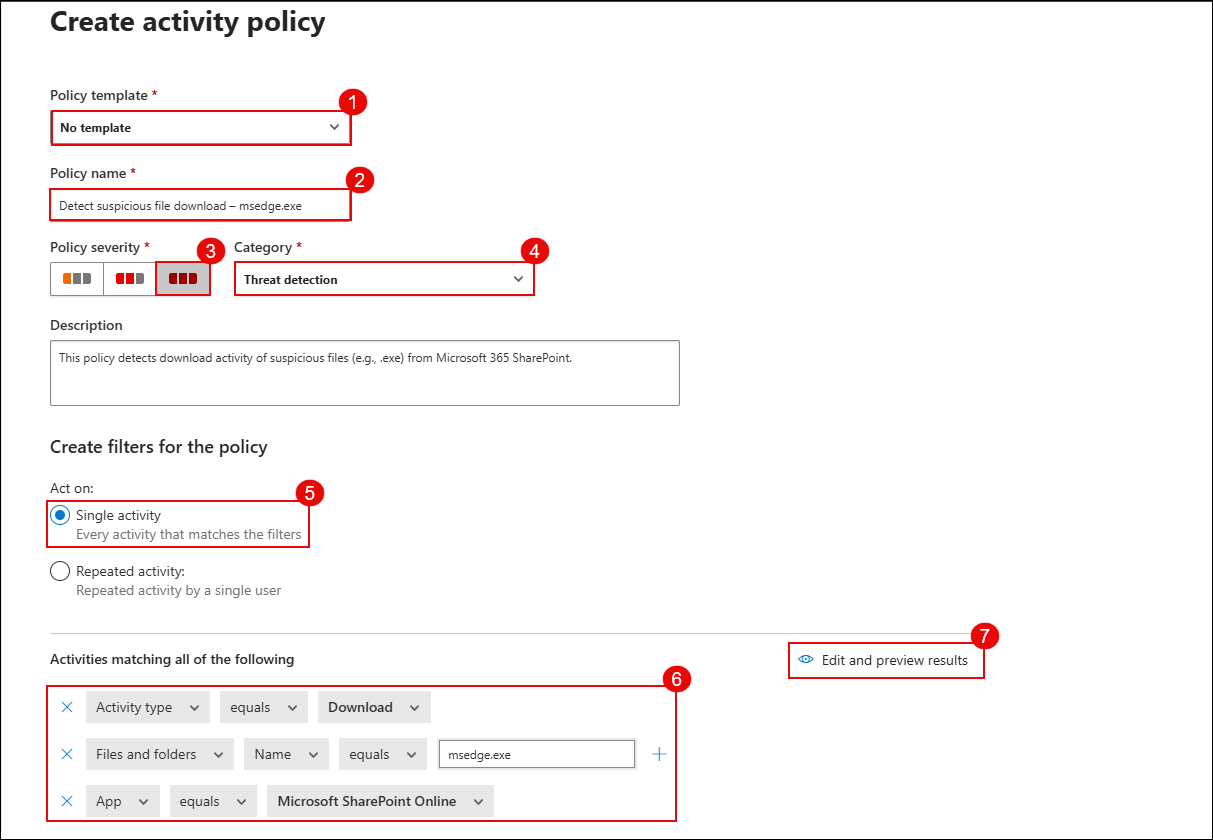 Create activity policy
Policy template *
1
No template
Policy name *
2
Detect suspicious file download – msedge.exe
Policy severity *
3
Category *
4
Threat detection
Description
This policy detects download activity of suspicious files (e.g., .exe) from Microsoft 365 SharePoint.
Create filters for the policy
Act on:
5
Single activity
Every activity that matches the filters
Repeated activity:
Repeated activity by a single user
Activities matching all of the following
7
Edit and preview results
6
Activity type equals Download
Files and folders Name equals msedge.exe
App equals Microsoft SharePoint Online